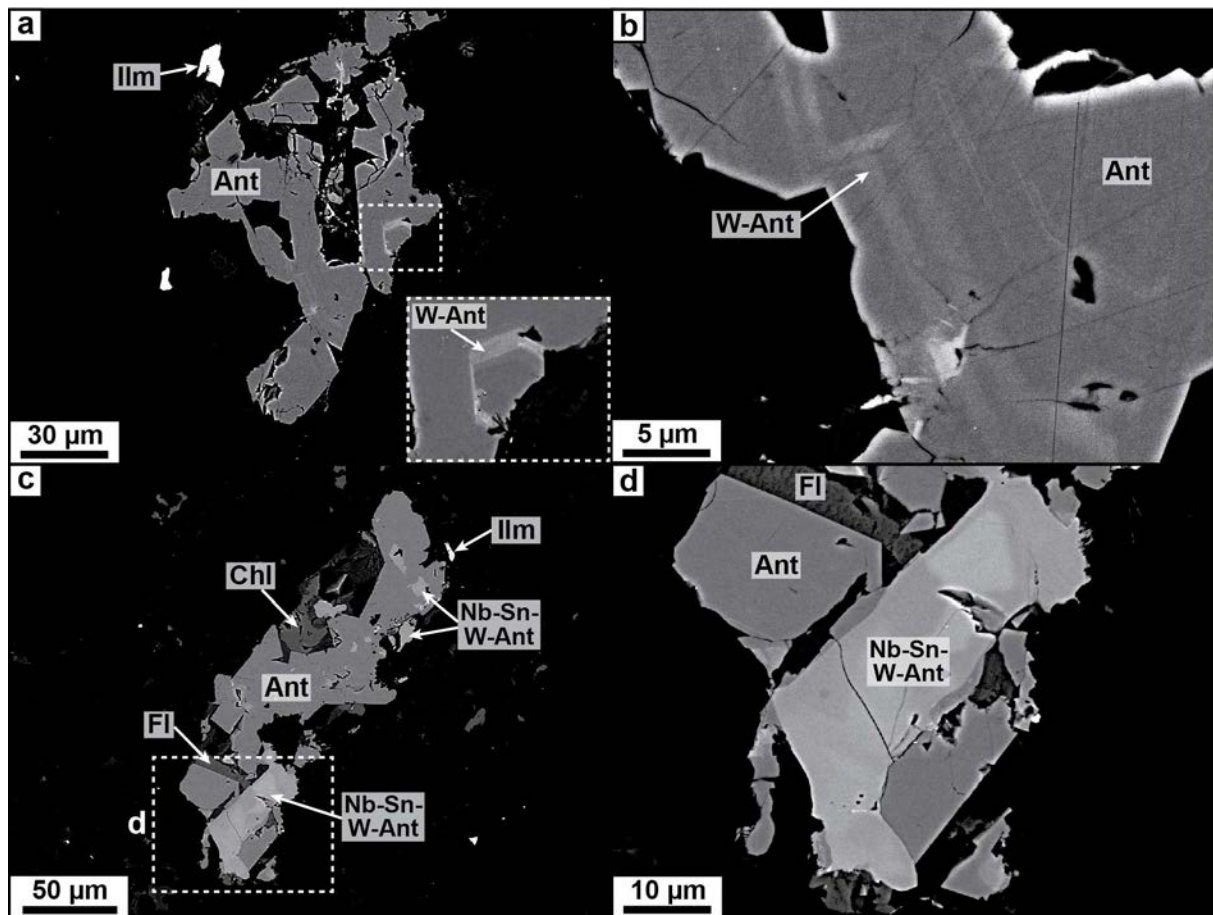 a
Ilm
Ant
W-Ant
30 µm
b
Ant
W-Ant
5 µm
c
Ilm
Chl
Nb-Sn-
W-Ant
Ant
Fl
Nb-Sn-
W-Ant
d
50 µm
d
Fl
Ant
Nb-Sn-
W-Ant
10 µm